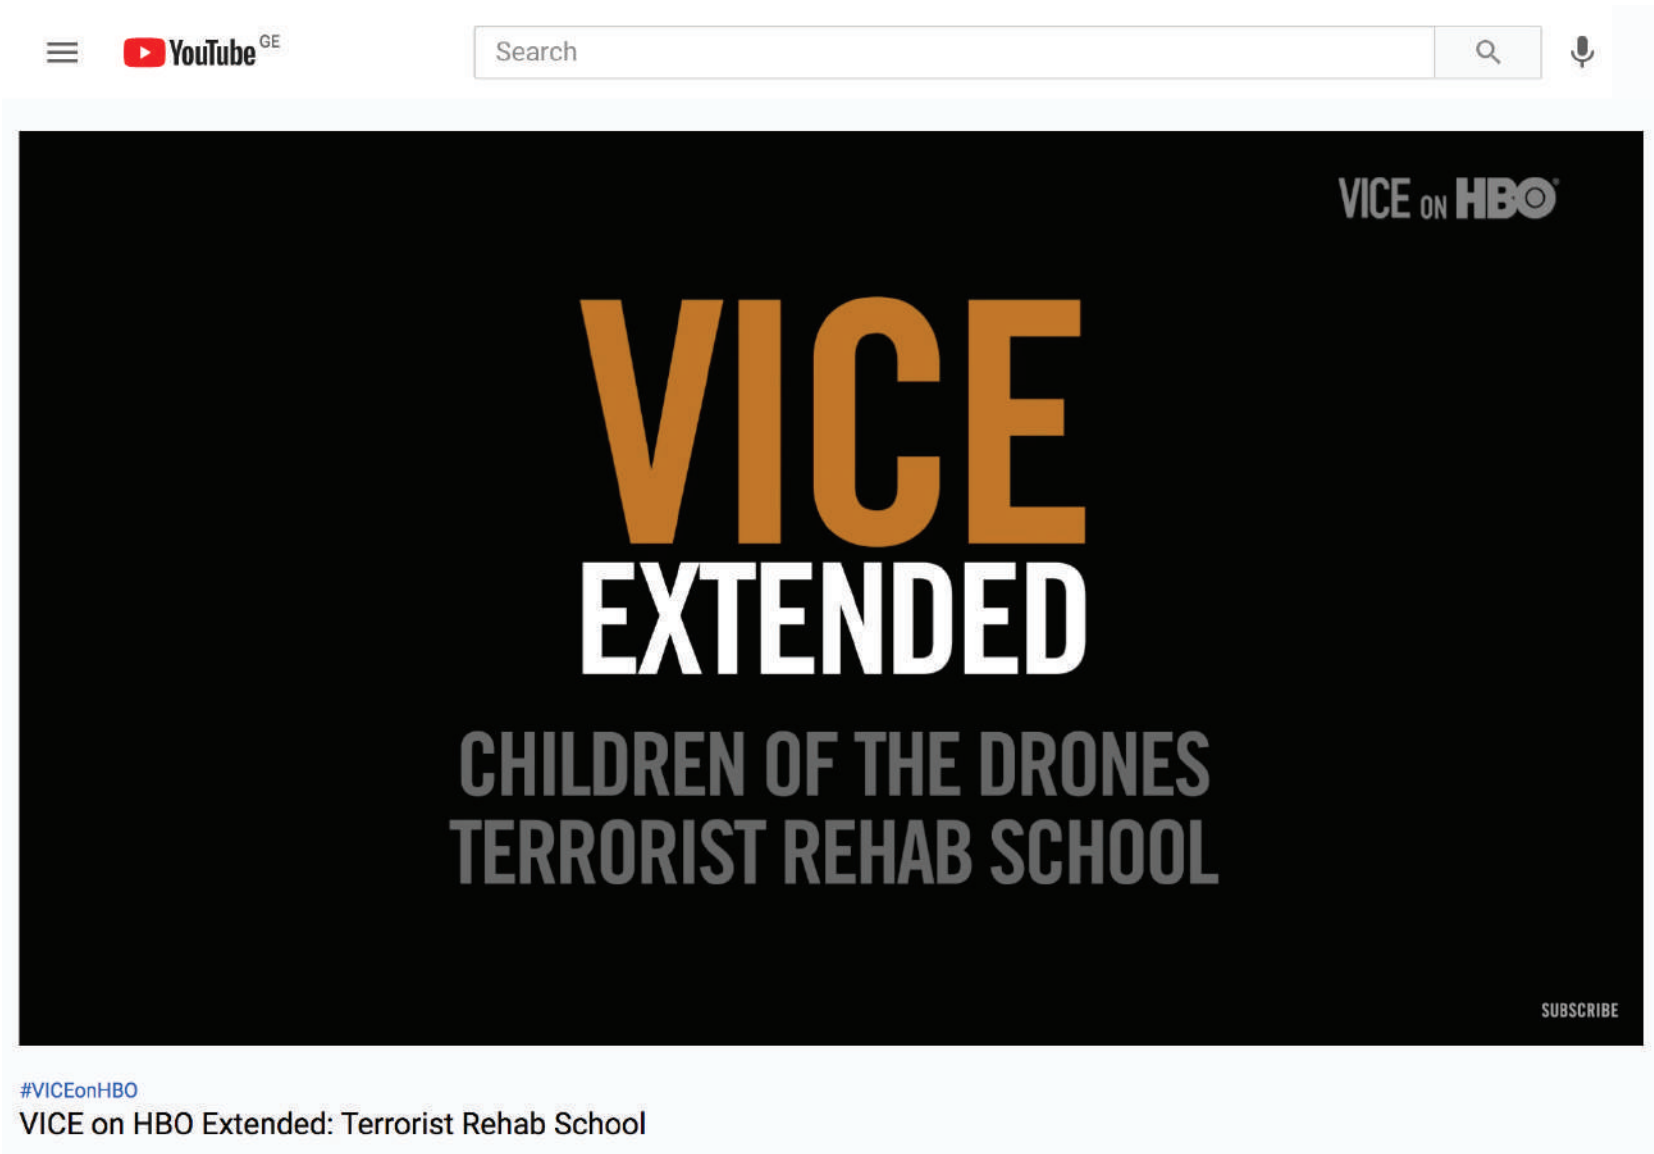 YouTube GE
Search
VICE ON HBO
VICE
EXTENDED
CHILDREN OF THE DRONES
TERRORIST REHAB SCHOOL
SUBSCRIBE
#VICEonHBO
VICE on HBO Extended: Terrorist Rehab School